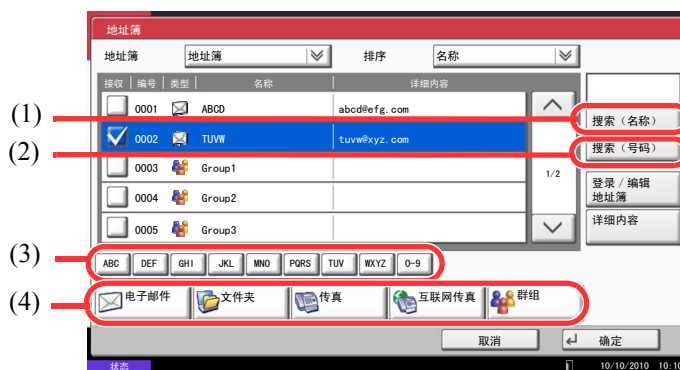 地址簿
地址簿 地址簿 排序 名称
接收 编号 类型 名称 详细内容
0001 ABCD abcd@efg.com
0002 TUVW tuvw@xyz.com
0003 Group1
0004 Group2
0005 Group3
1/2
(1)
搜索（名称）
(2)
搜索（号码）
登录 / 编辑
地址簿
详细内容
(3)
ABC DEF GHI JKL MNO PQRS TUV WXYZ 0-9
(4)
电子邮件 文件夹 传真 互联网传真 群组
取消 确定
状态 10/10/2010 10:10